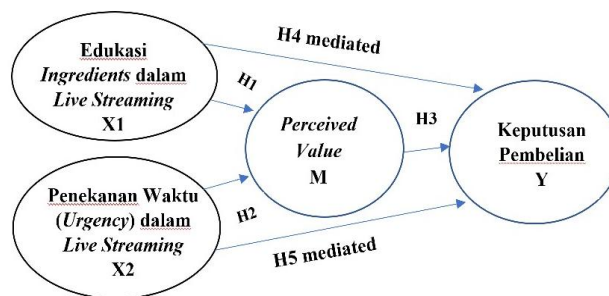 Edukasi
Ingredients dalam
Live Streaming
X1
H4 mediated
H1
Perceived
Value
M
H3
Keputusan
Pembelian
Y
Penekanan Waktu
(Urgency) dalam
Live Streaming
X2
H2
H5 mediated